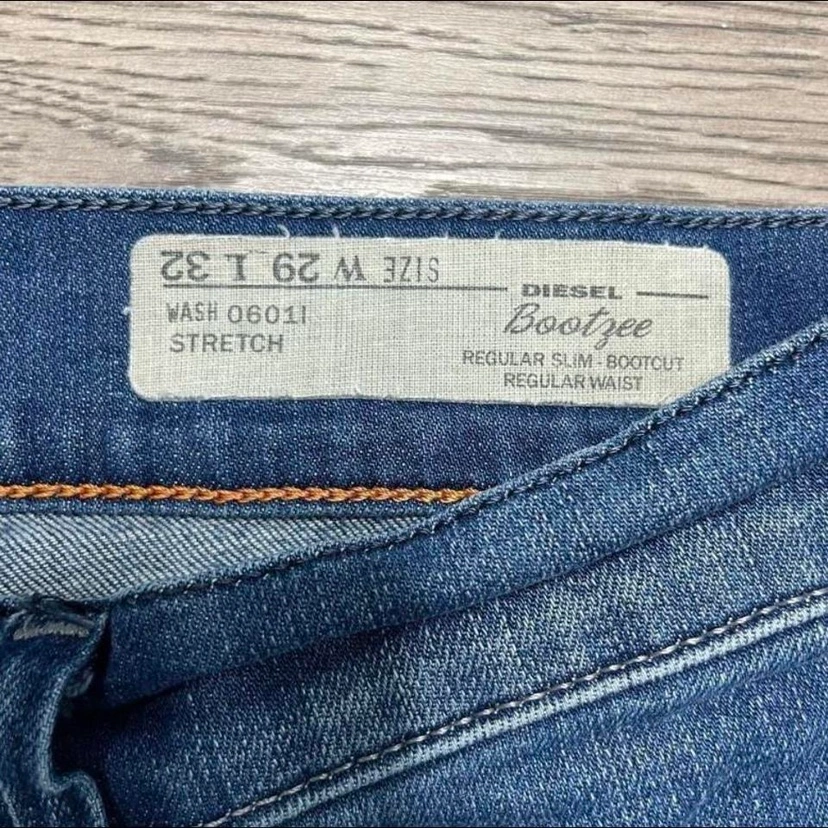 SIZE W 29 L 32
WASH 0601I
STRETCH
DIESEL
Bootzee
REGULAR SLIM - BOOTCUT
REGULAR WAIST